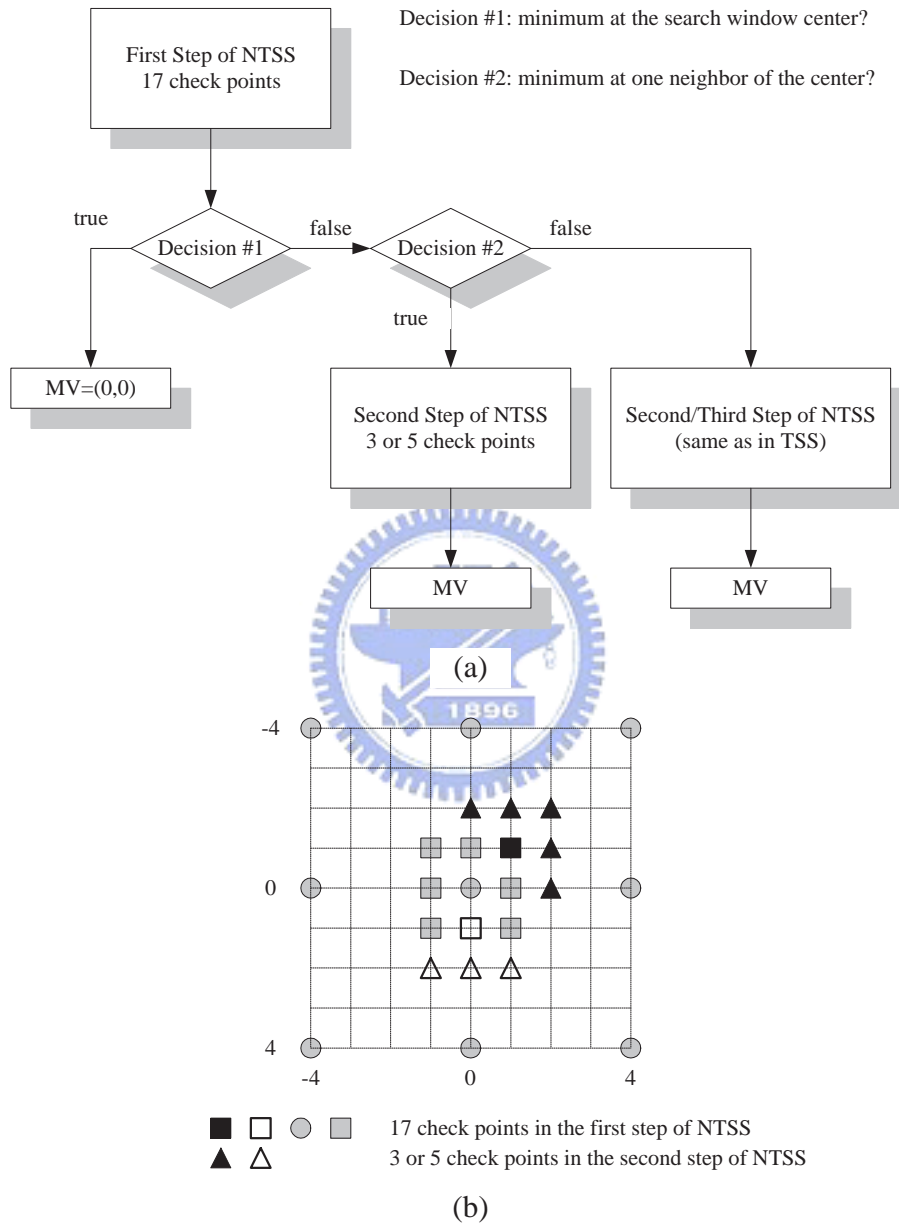 Decision #1: minimum at the search window center?
First Step of NTSS
17 check points
Decision #2: minimum at one neighbor of the center?
true
Decision #1
false
Decision #2
false
true
MV=(0,0)
Second Step of NTSS
3 or 5 check points
Second/Third Step of NTSS
(same as in TSS)
MV
MV
(a)
1896
-4
0
4
-4
0
4
17 check points in the first step of NTSS
3 or 5 check points in the second step of NTSS
(b)